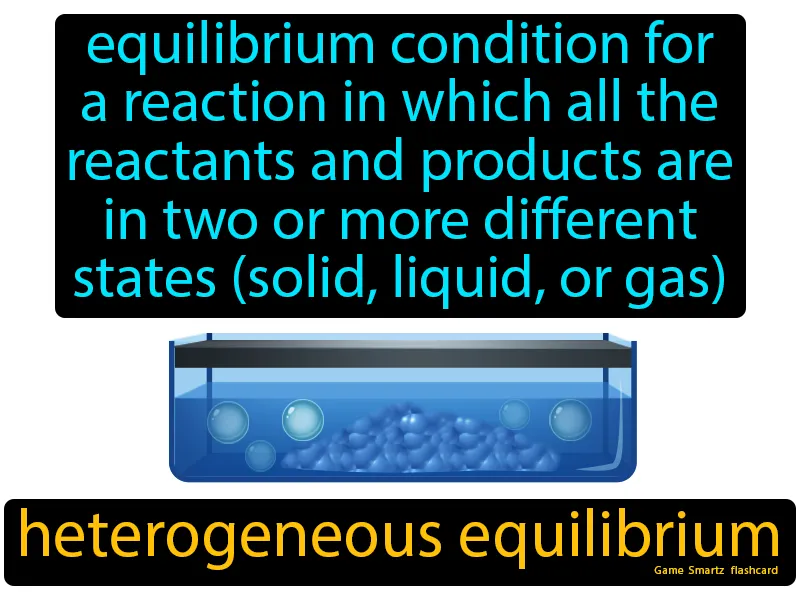 equilibrium condition for
a reaction in which all the
reactants and products are
in two or more different
states (solid, liquid, or gas)
heterogeneous equilibrium
Game Smartz flashcard